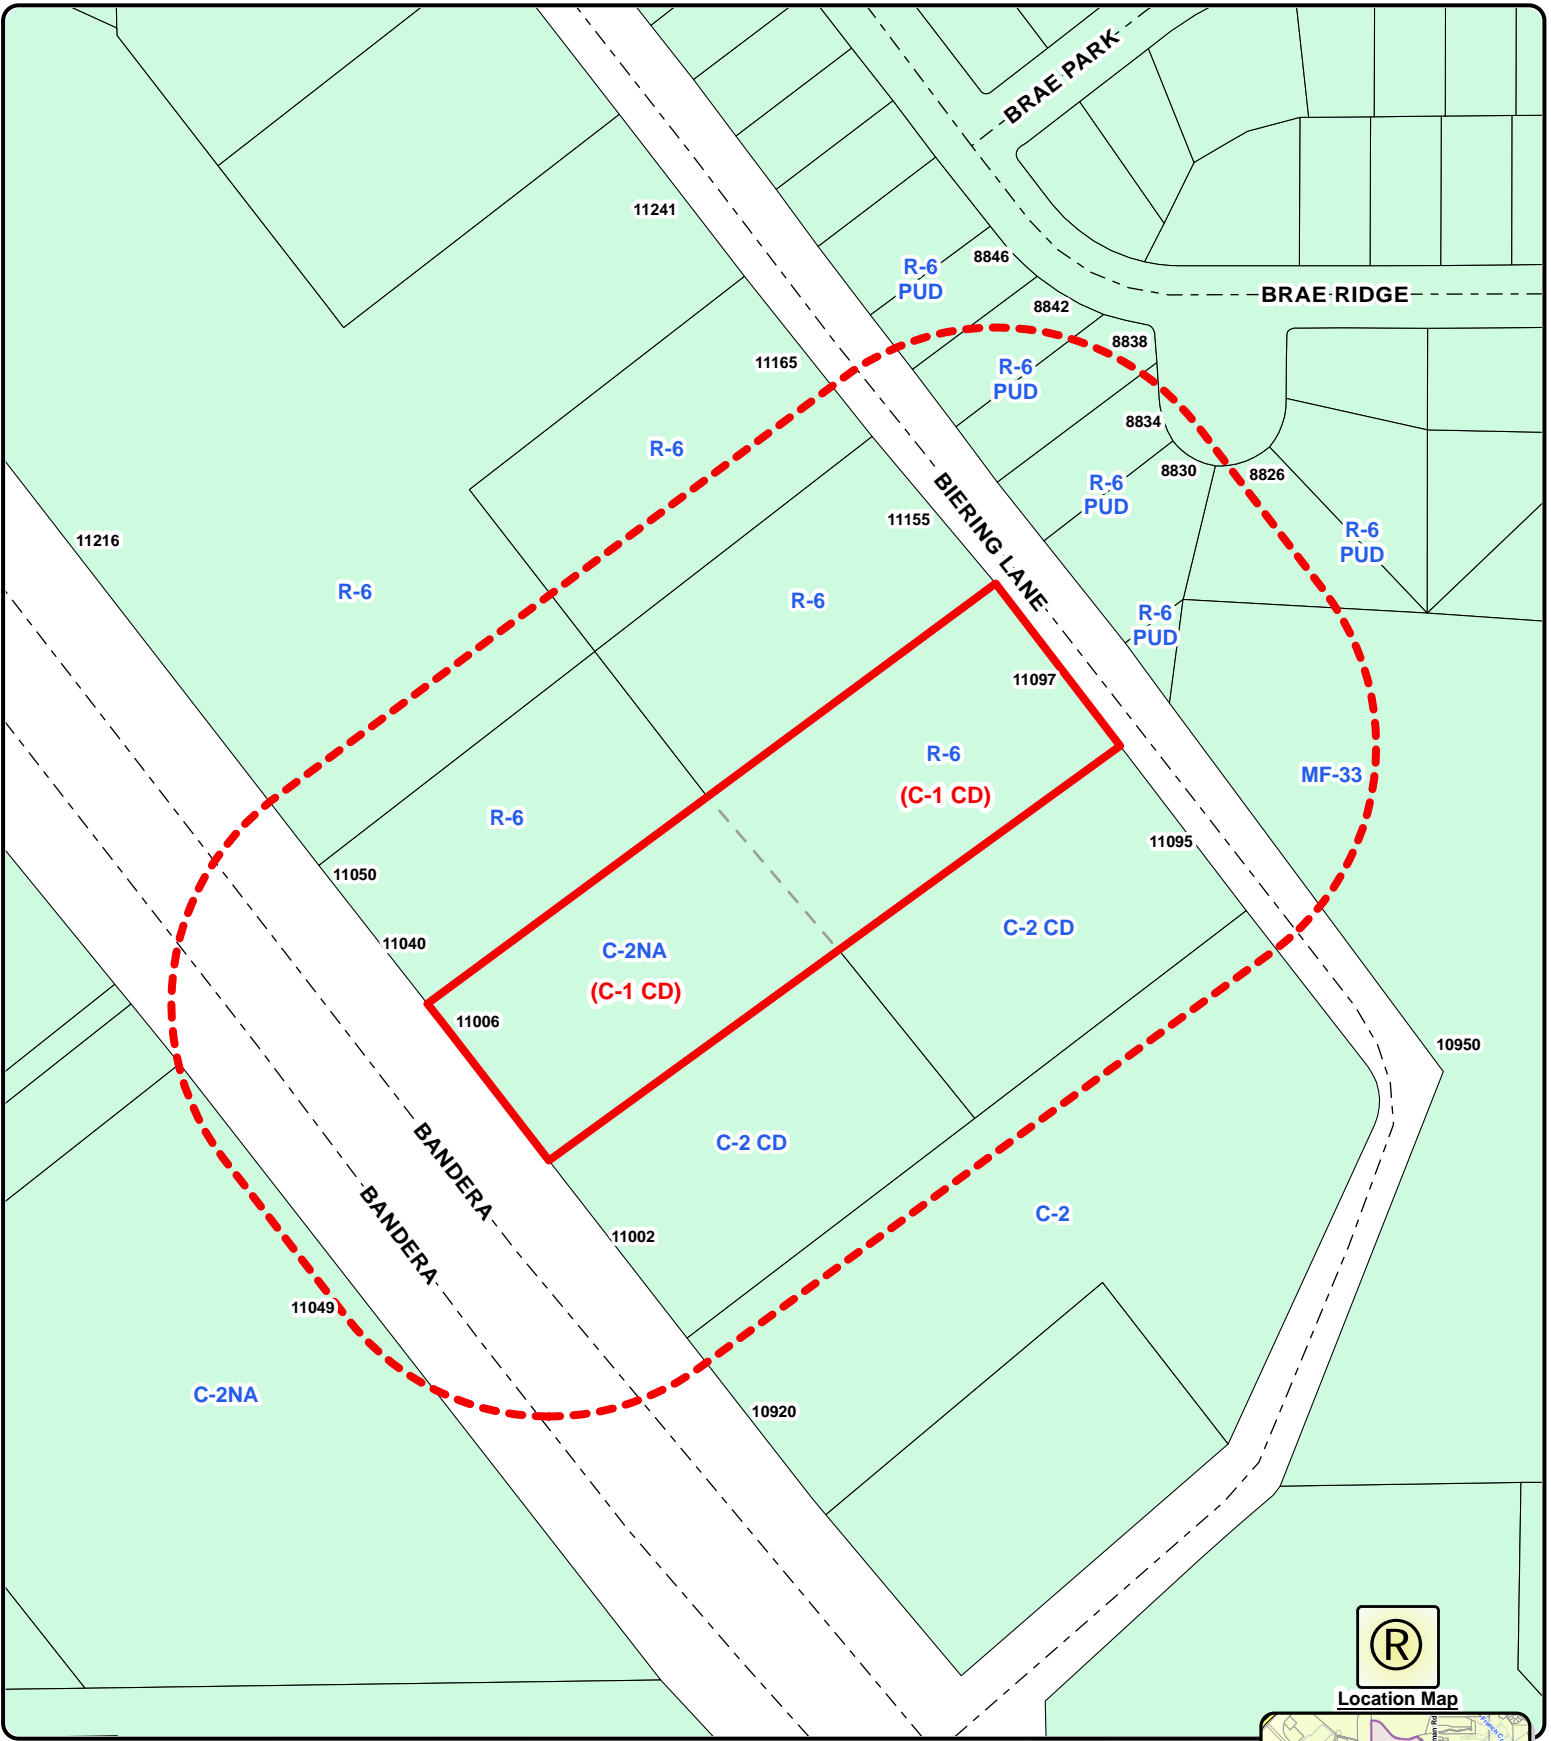 BRAE PARK
11241
8846
R-6
PUD
BRAE RIDGE
8842
8838
11165
R-6
PUD
8834
R-6
8830
8826
R-6
PUD
BIERING LANE
11155
R-6
PUD
11216
R-6
R-6
R-6
PUD
11097
R-6
(C-1 CD)
MF-33
R-6
11095
11050
C-2 CD
11040
C-2NA
(C-1 CD)
11006
10950
BANDERA
C-2 CD
BANDERA
C-2
11002
11049
C-2NA
10920
®
Location Map